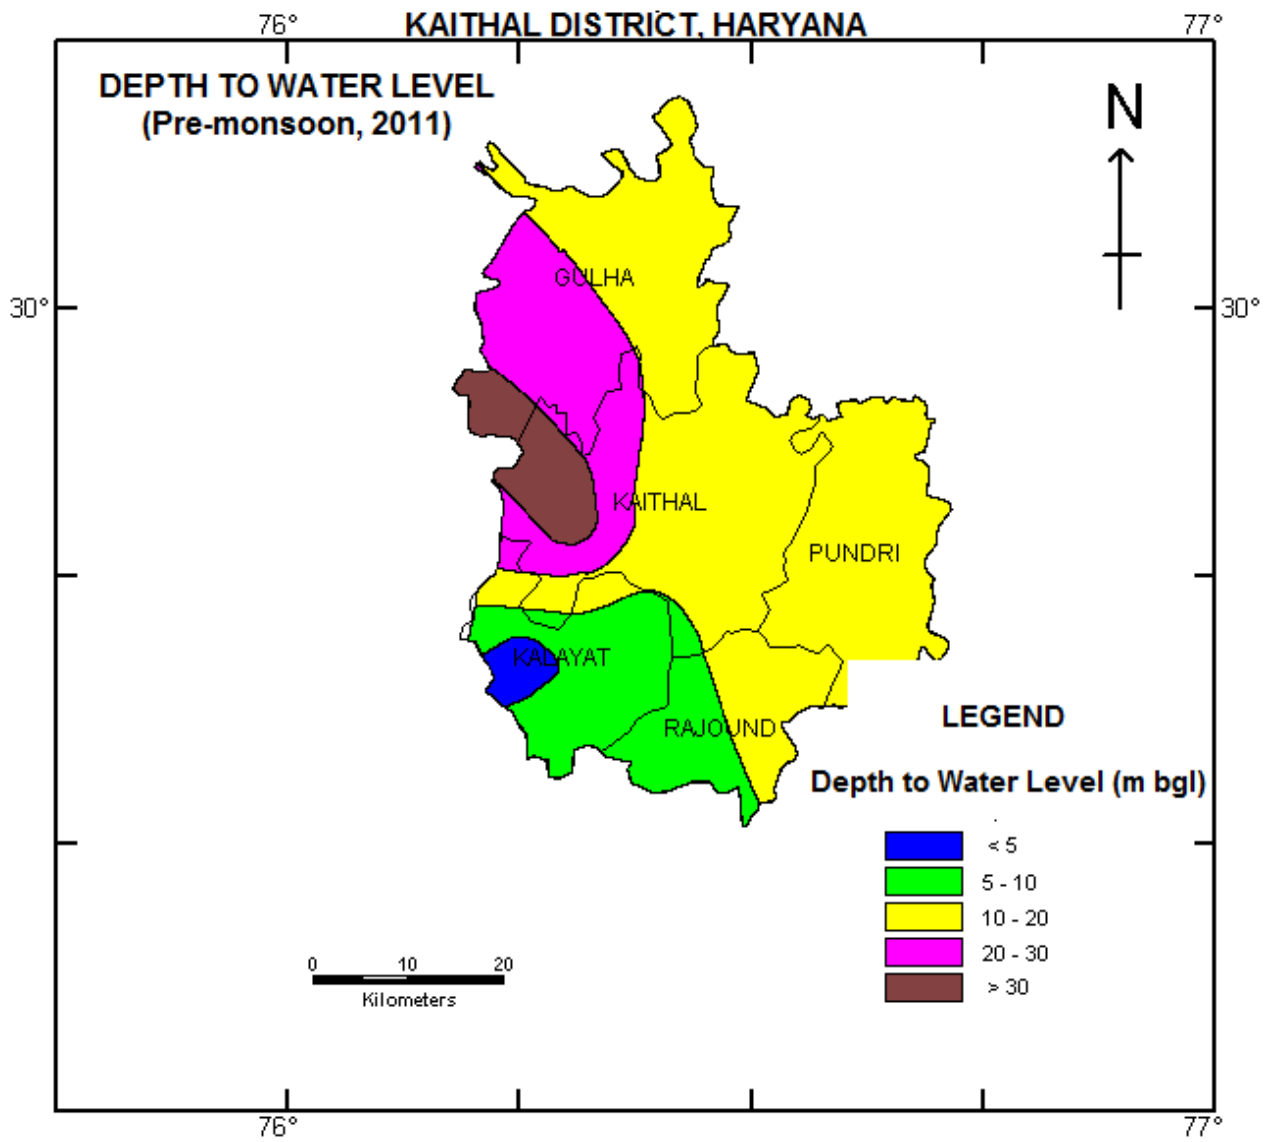 76°
KAITHAL DISTRICT, HARYANA
77°
DEPTH TO WATER LEVEL
(Pre-monsoon, 2011)
N
GULHA
30°
30°
KAITHAL
PUNDRI
KALAYAT
RAJOUND
LEGEND
Depth to Water Level (m bgl)
< 5
5 - 10
10 - 20
20 - 30
> 30
0 10 20
Kilometers
76°
77°